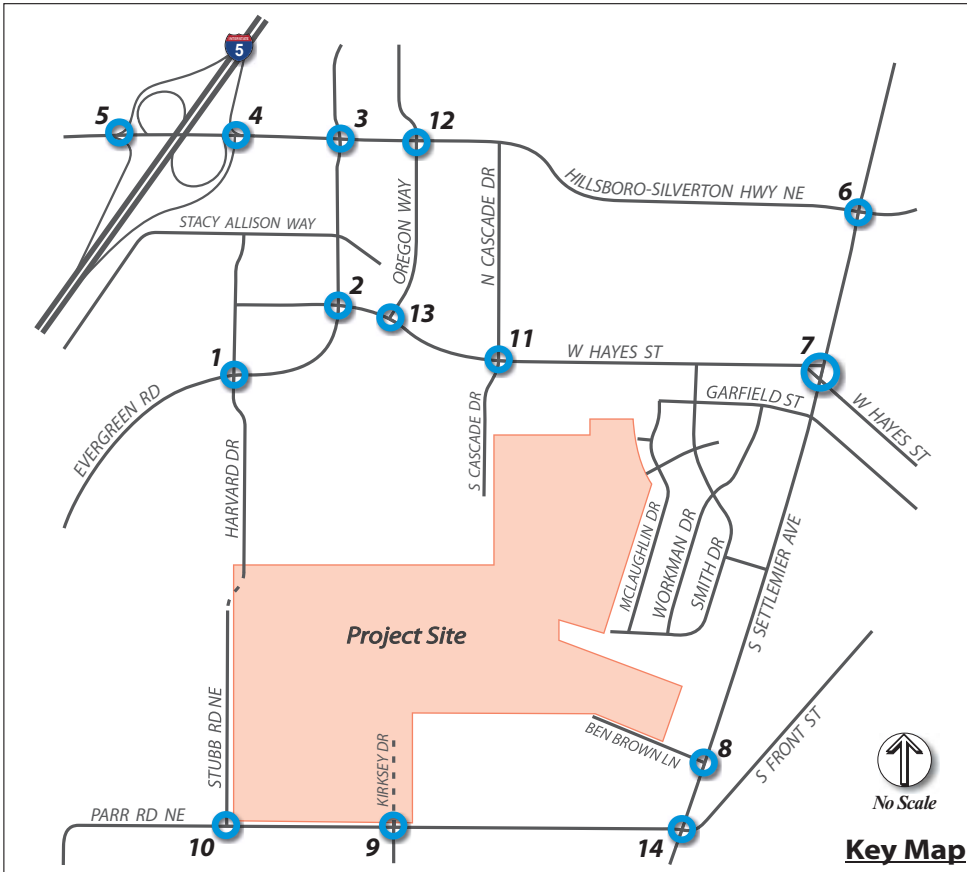 INTERSTATE
5
5
4
3
12
HILLSBORO-SILVERTON HWY NE
6
STACY ALLISON WAY
OREGON WAY
N CASCADE DR
2
13
11
W HAYES ST
7
1
GARFIELD ST
W HAYES ST
EVERGREEN RD
HARVARD DR
S CASCADE DR
MCLAUGHLIN DR
WORKMAN DR
SMITH DR
S SETTLEMIER AVE
Project Site
STUBB RD NE
KIRKSEY DR
BEN BROWN LN
8
S FRONT ST
No Scale
PARR RD NE
10
9
14
Key Map